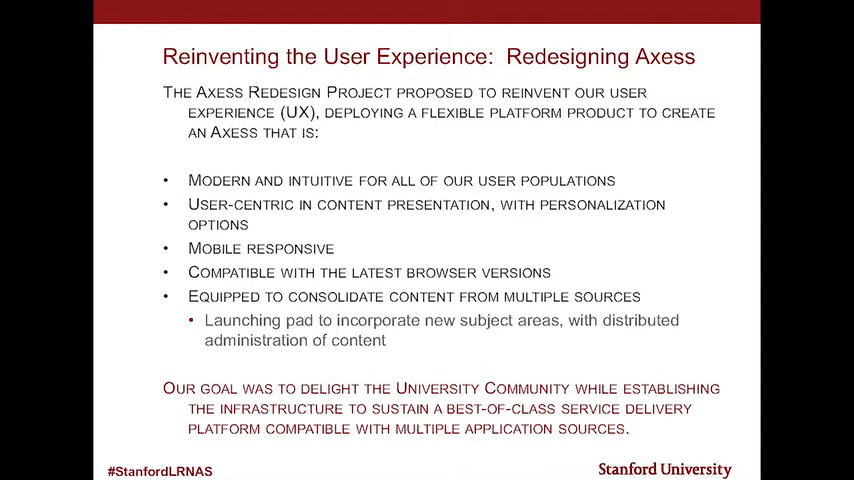 Reinventing the User Experience:  Redesigning Axess
The Axess Redesign Project proposed to reinvent our user
experience (UX), deploying a flexible platform product to create
an Axess that is:
• Modern and intuitive for all of our user populations
• User-centric in content presentation, with personalization
options
• Mobile responsive
• Compatible with the latest browser versions
• Equipped to consolidate content from multiple sources
• Launching pad to incorporate new subject areas, with distributed
administration of content
Our goal was to delight the University Community while establishing
the infrastructure to sustain a best-of-class service delivery
platform compatible with multiple application sources.
#StanfordLRNAS
Stanford University